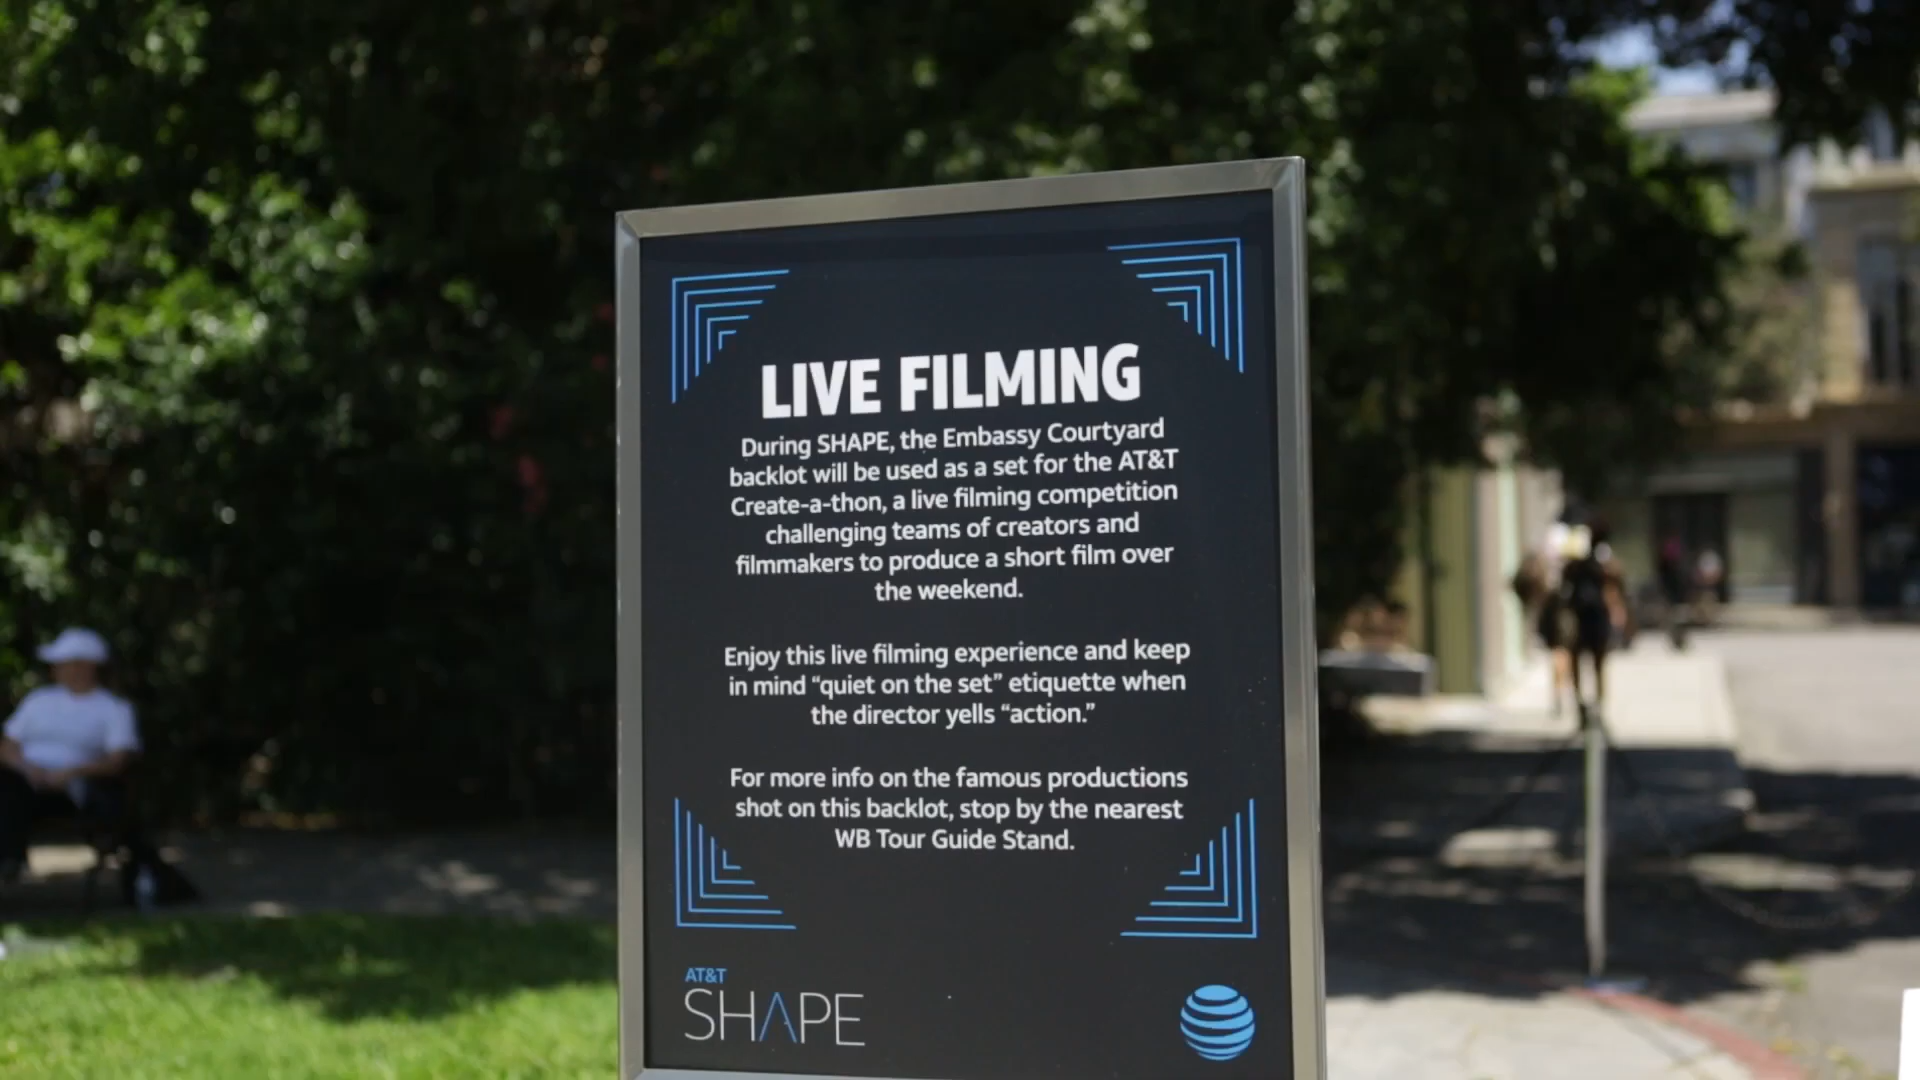 LIVE FILMING
During SHAPE, the Embassy Courtyard
backlot will be used as a set for the AT&T
Create-a-thon, a live filming competition
challenging teams of creators and
filmmakers to produce a short film over
the weekend.
Enjoy this live filming experience and keep
in mind “quiet on the set” etiquette when
the director yells “action.”
For more info on the famous productions
shot on this backlot, stop by the nearest
WB Tour Guide Stand.
AT&T
SHAPE